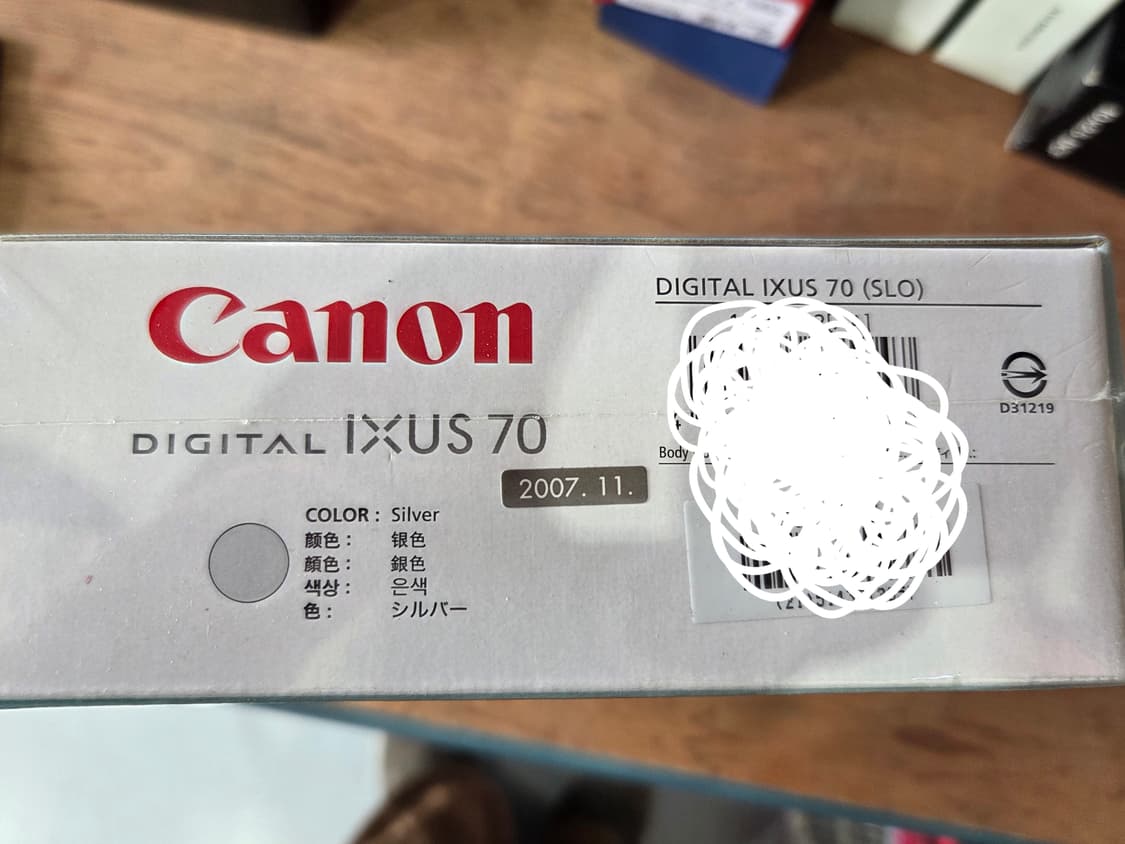 Canon
DIGITAL IXUS 70
2007. 11.
COLOR : Silver
颜色 : 银色
顏色 : 銀色
색상 : 은색
色 : シルバー
DIGITAL IXUS 70 (SLO)
D31219
Body